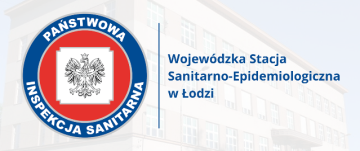 PAŃSTWOWA
INSPEKCJA SANITARNA
Wojewódzka Stacja
Sanitarno-Epidemiologiczna
w Łodzi